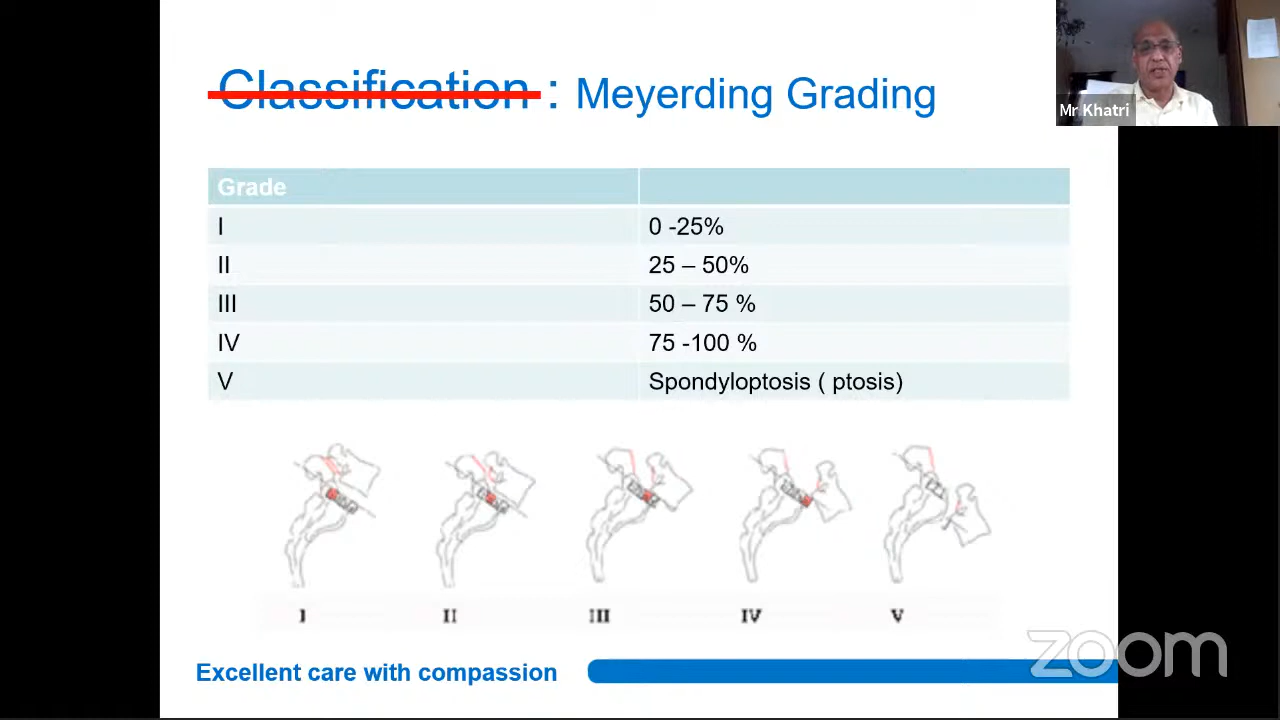 Classification : Meyerding Grading
Mr Khatri
Grade
I 0 -25%
II 25 – 50%
III 50 – 75 %
IV 75 -100 %
V Spondyloptosis ( ptosis)
I II III IV V
Excellent care with compassion
zoom